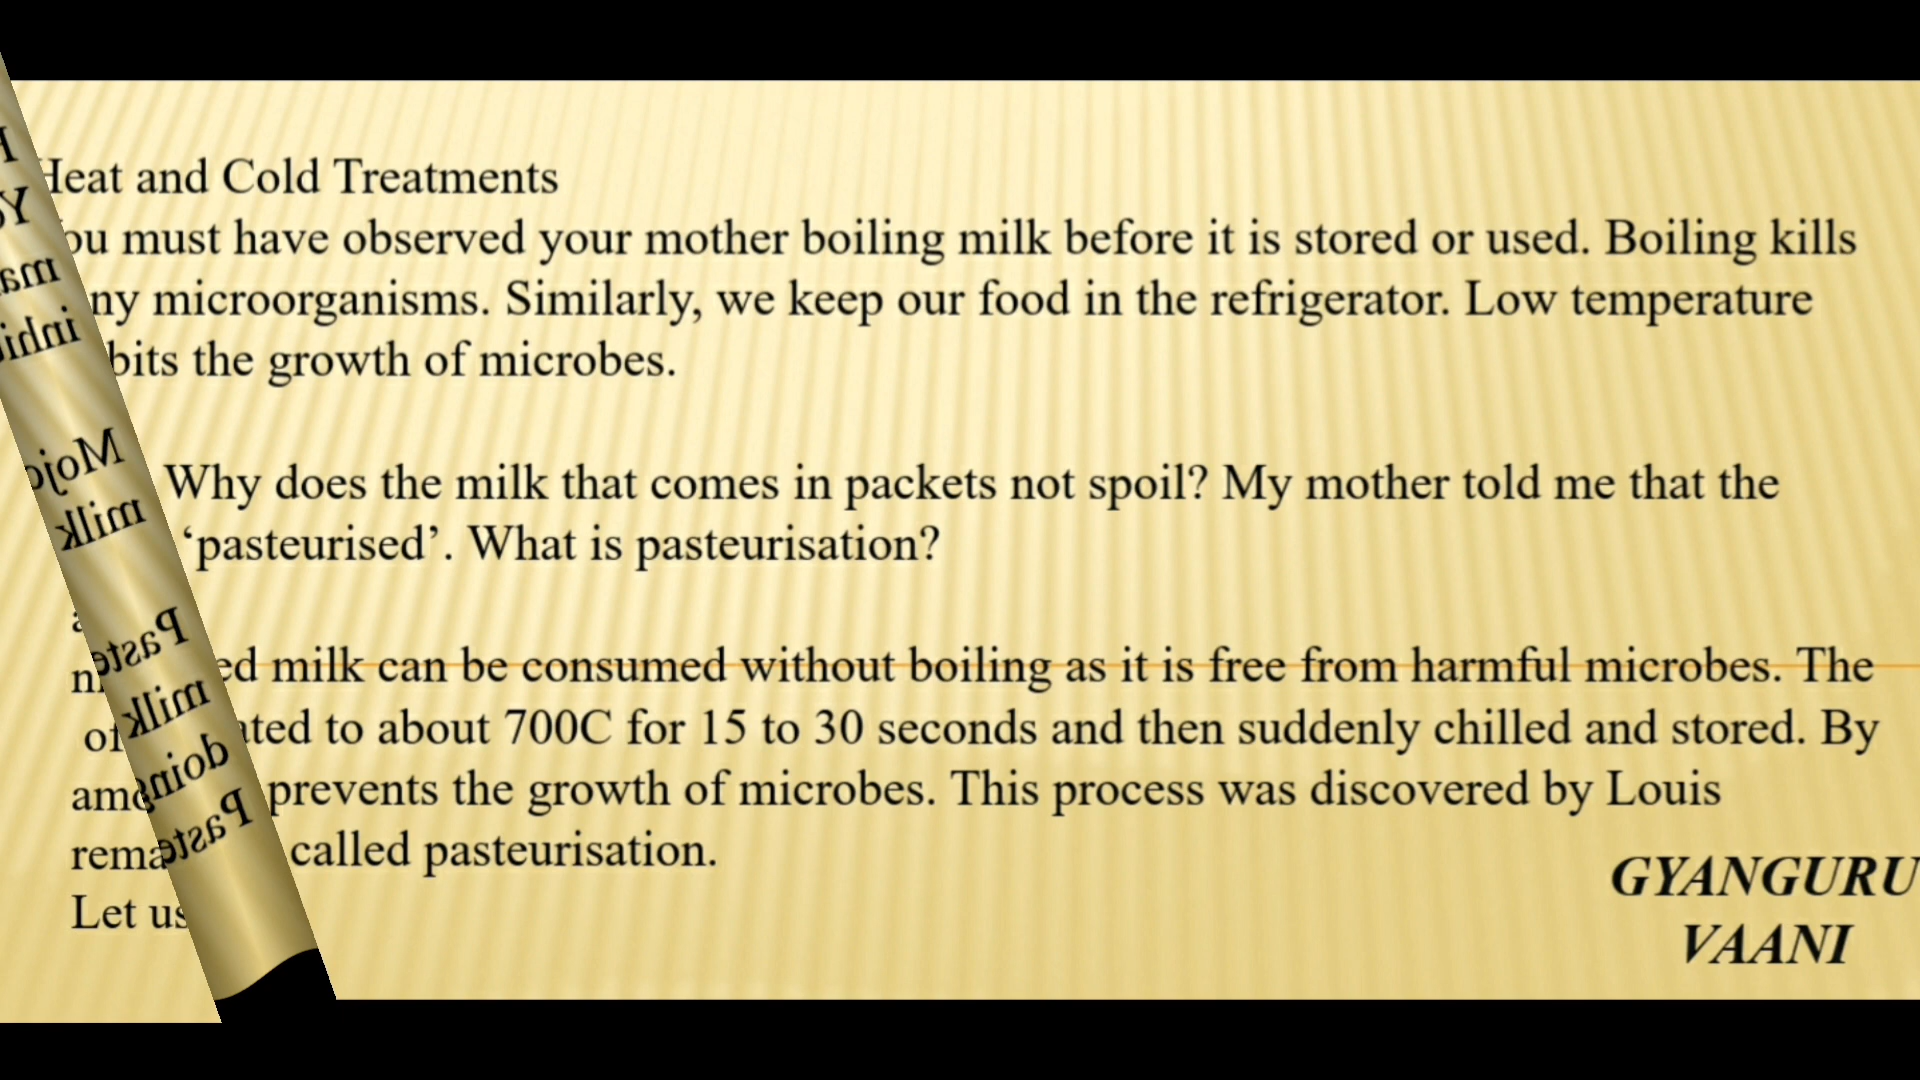 Heat and Cold Treatments
ou must have observed your mother boiling milk before it is stored or used. Boiling kills
ny microorganisms. Similarly, we keep our food in the refrigerator. Low temperature
bits the growth of microbes.
Why does the milk that comes in packets not spoil? My mother told me that the
‘pasteurised’. What is pasteurisation?
ed milk can be consumed without boiling as it is free from harmful microbes. The
ated to about 700C for 15 to 30 seconds and then suddenly chilled and stored. By
prevents the growth of microbes. This process was discovered by Louis
called pasteurisation.
Let us
GYANGURU
VAANI